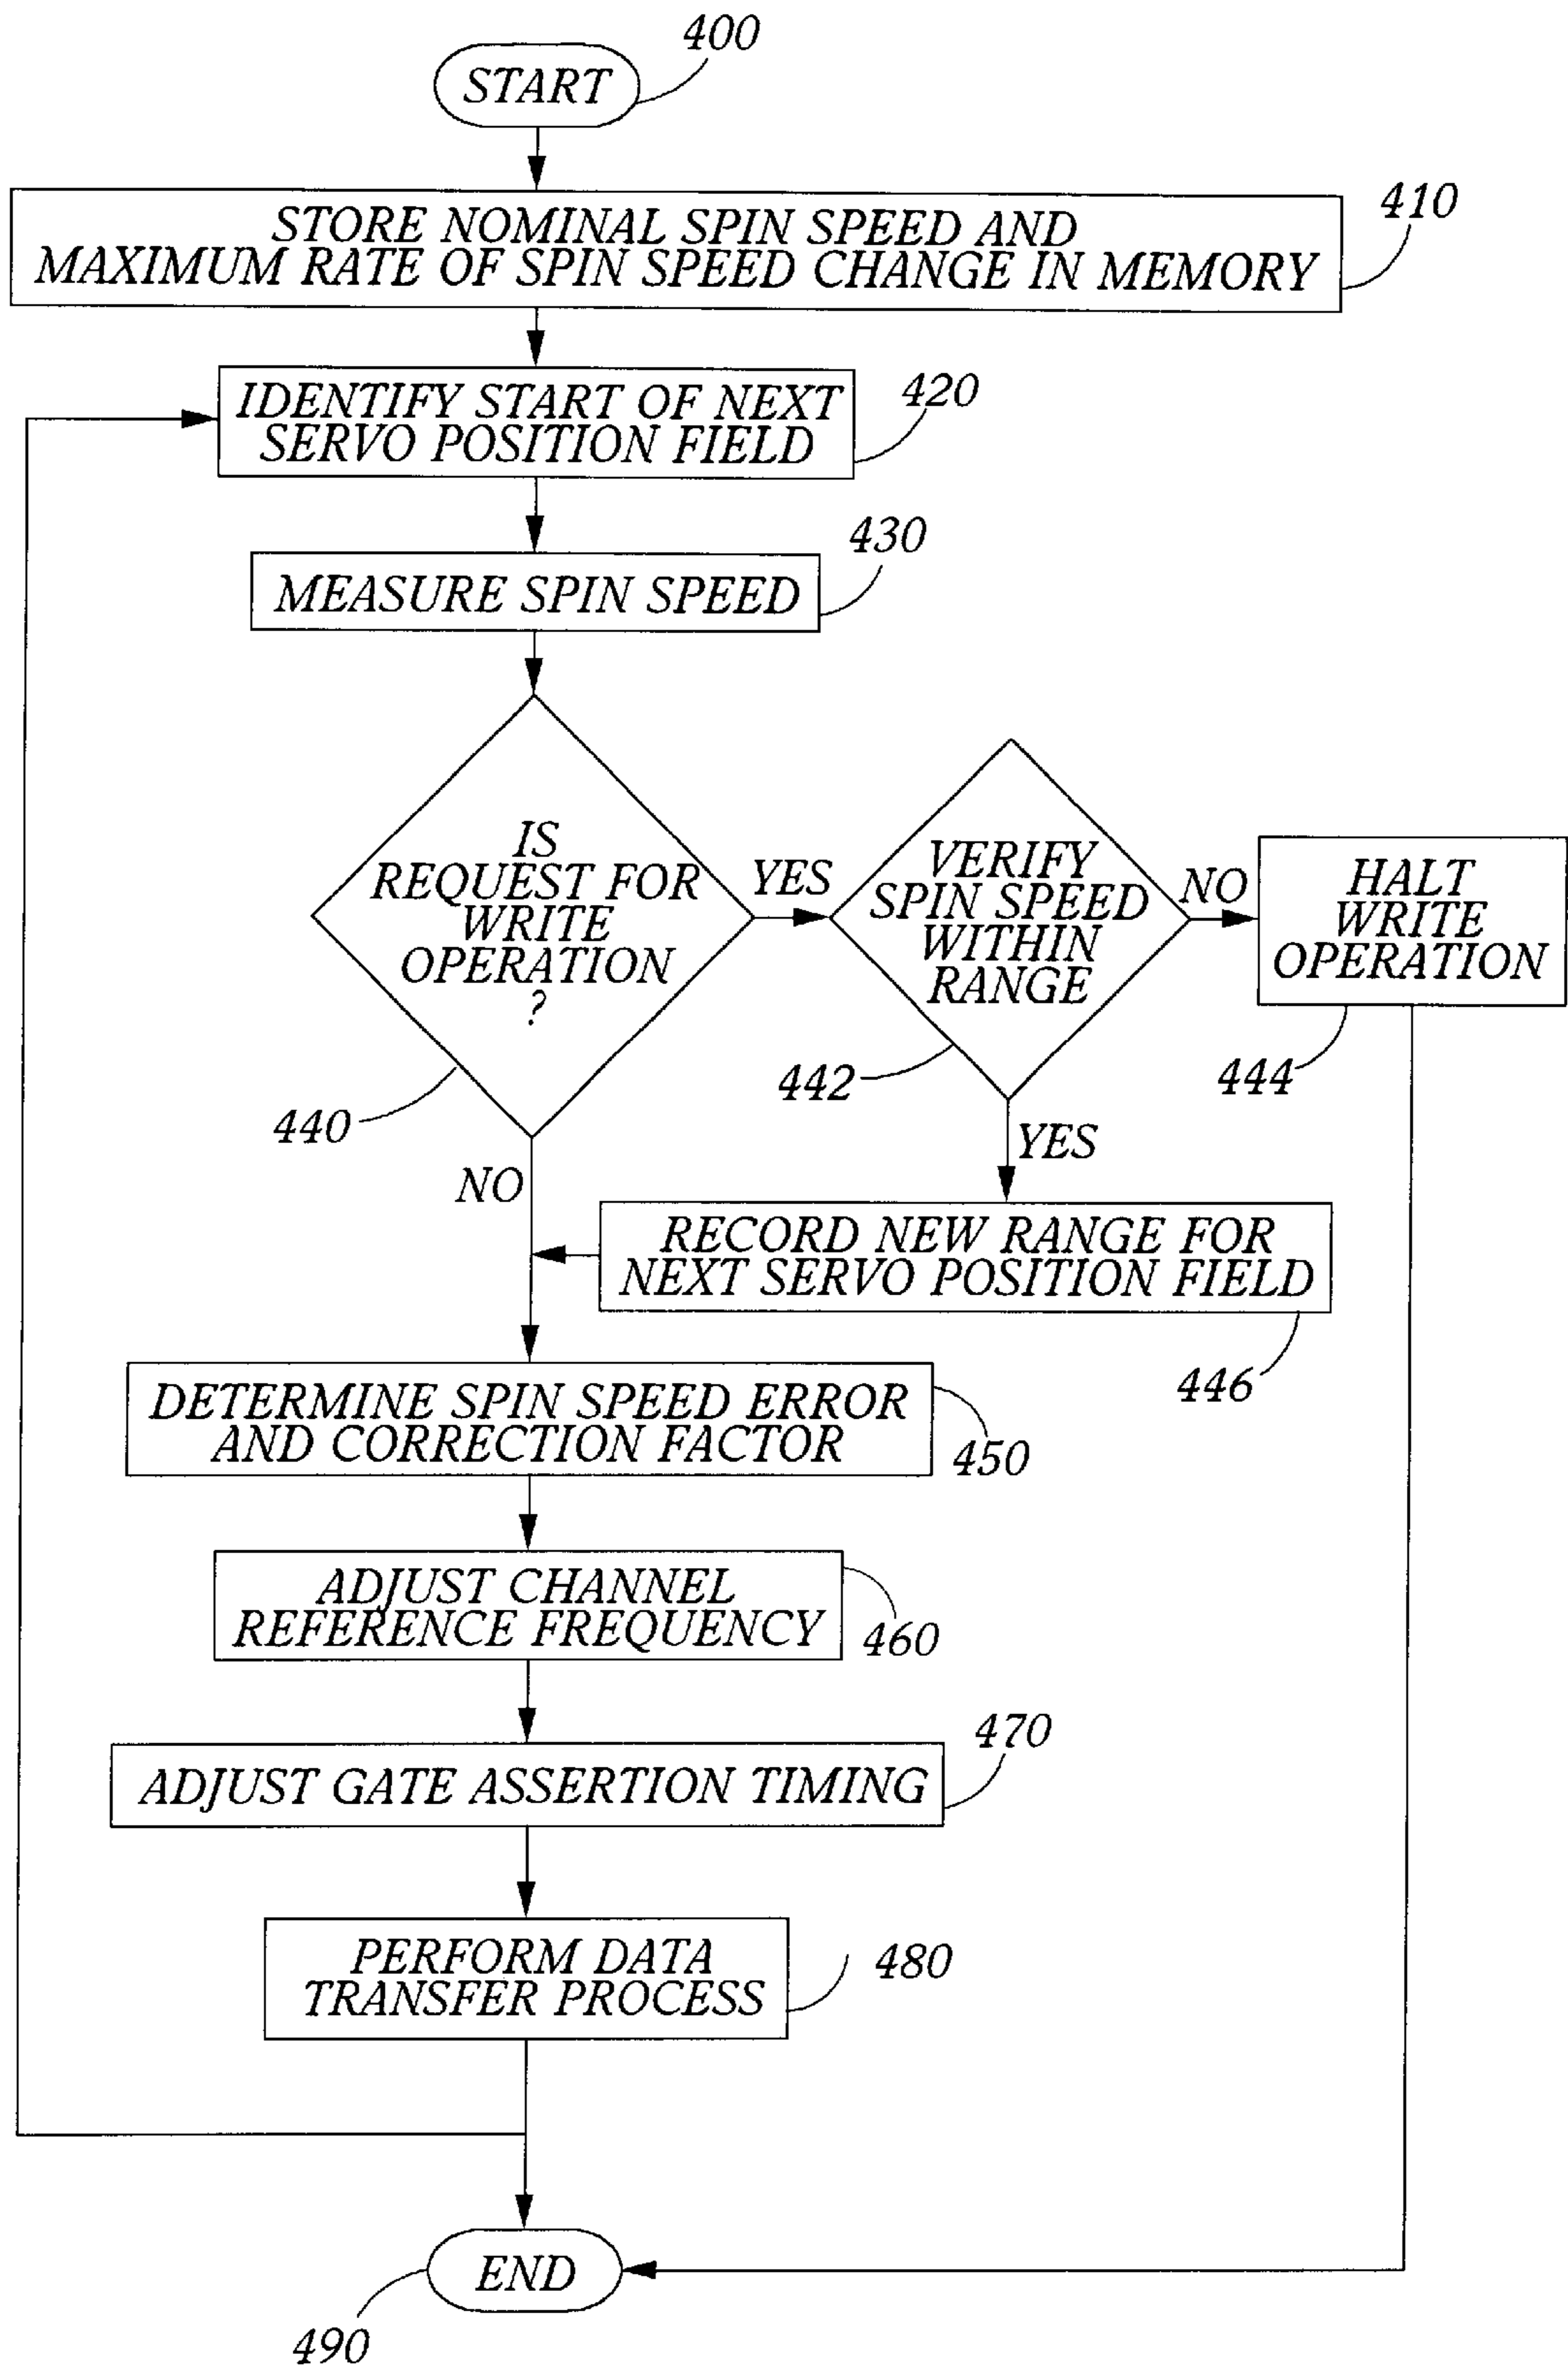 400
START
410
STORE NOMINAL SPIN SPEED AND
MAXIMUM RATE OF SPIN SPEED CHANGE IN MEMORY
420
IDENTIFY START OF NEXT
SERVO POSITION FIELD
430
MEASURE SPIN SPEED
IS
REQUEST FOR
WRITE
OPERATION
?
440
YES
VERIFY
SPIN SPEED
WITHIN
RANGE
442
NO
HALT
WRITE
OPERATION
444
YES
NO
RECORD NEW RANGE FOR
NEXT SERVO POSITION FIELD
446
DETERMINE SPIN SPEED ERROR
AND CORRECTION FACTOR
450
ADJUST CHANNEL
REFERENCE FREQUENCY
460
470
ADJUST GATE ASSERTION TIMING
PERFORM DATA
TRANSFER PROCESS
480
END
490